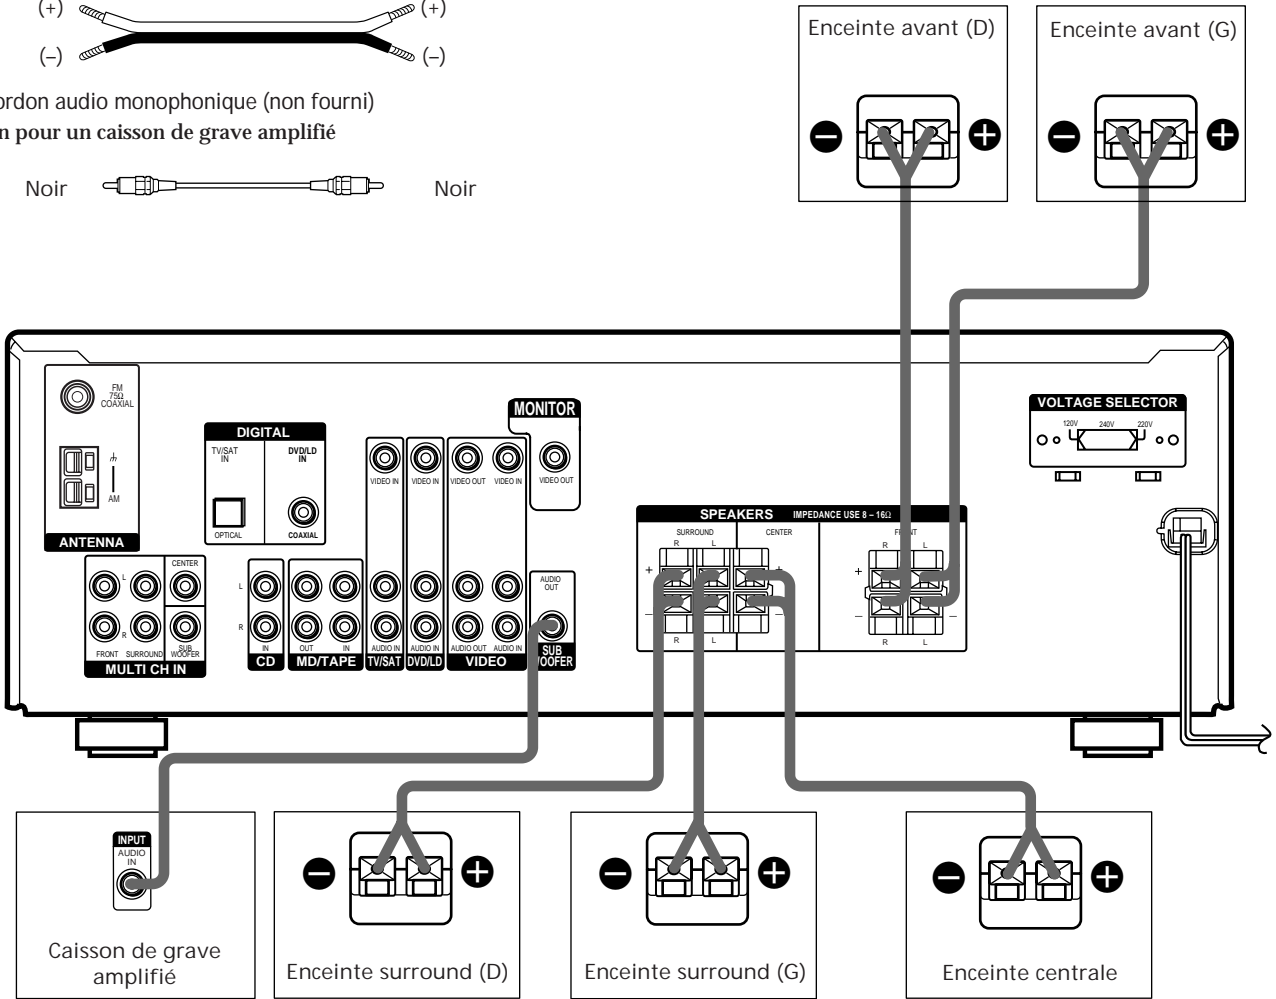 (+) (+)
(–) (–)
ordon audio monophonique (non fourni)
n pour un caisson de grave amplifié
Noir Noir
Enceinte avant (D)
Enceinte avant (G)
FM
75Ω
COAXIAL
AM
ANTENNA
DIGITAL
TV/SAT
IN
DVD/LD
IN
OPTICAL
COAXIAL
MONITOR
VIDEO OUT
VIDEO IN
VIDEO IN
VIDEO OUT
VIDEO IN
VOLTAGE SELECTOR
120V 240V 220V
SPEAKERS IMPEDANCE USE 8 – 16Ω
SURROUND
R L
CENTER
FRONT
R L
+ +
– –
R L
+
–
R L
CENTER
L
R
FRONT SURROUND
SUB
WOOFER
MULTI CH IN
L
R
IN
CD
OUT IN
MD/TAPE
AUDIO IN
TV/SAT
AUDIO IN
DVD/LD
AUDIO OUT AUDIO IN
VIDEO
AUDIO
OUT
SUB
WOOFER
INPUT
AUDIO
IN
Caisson de grave
amplifié
Enceinte surround (D)
Enceinte surround (G)
Enceinte centrale